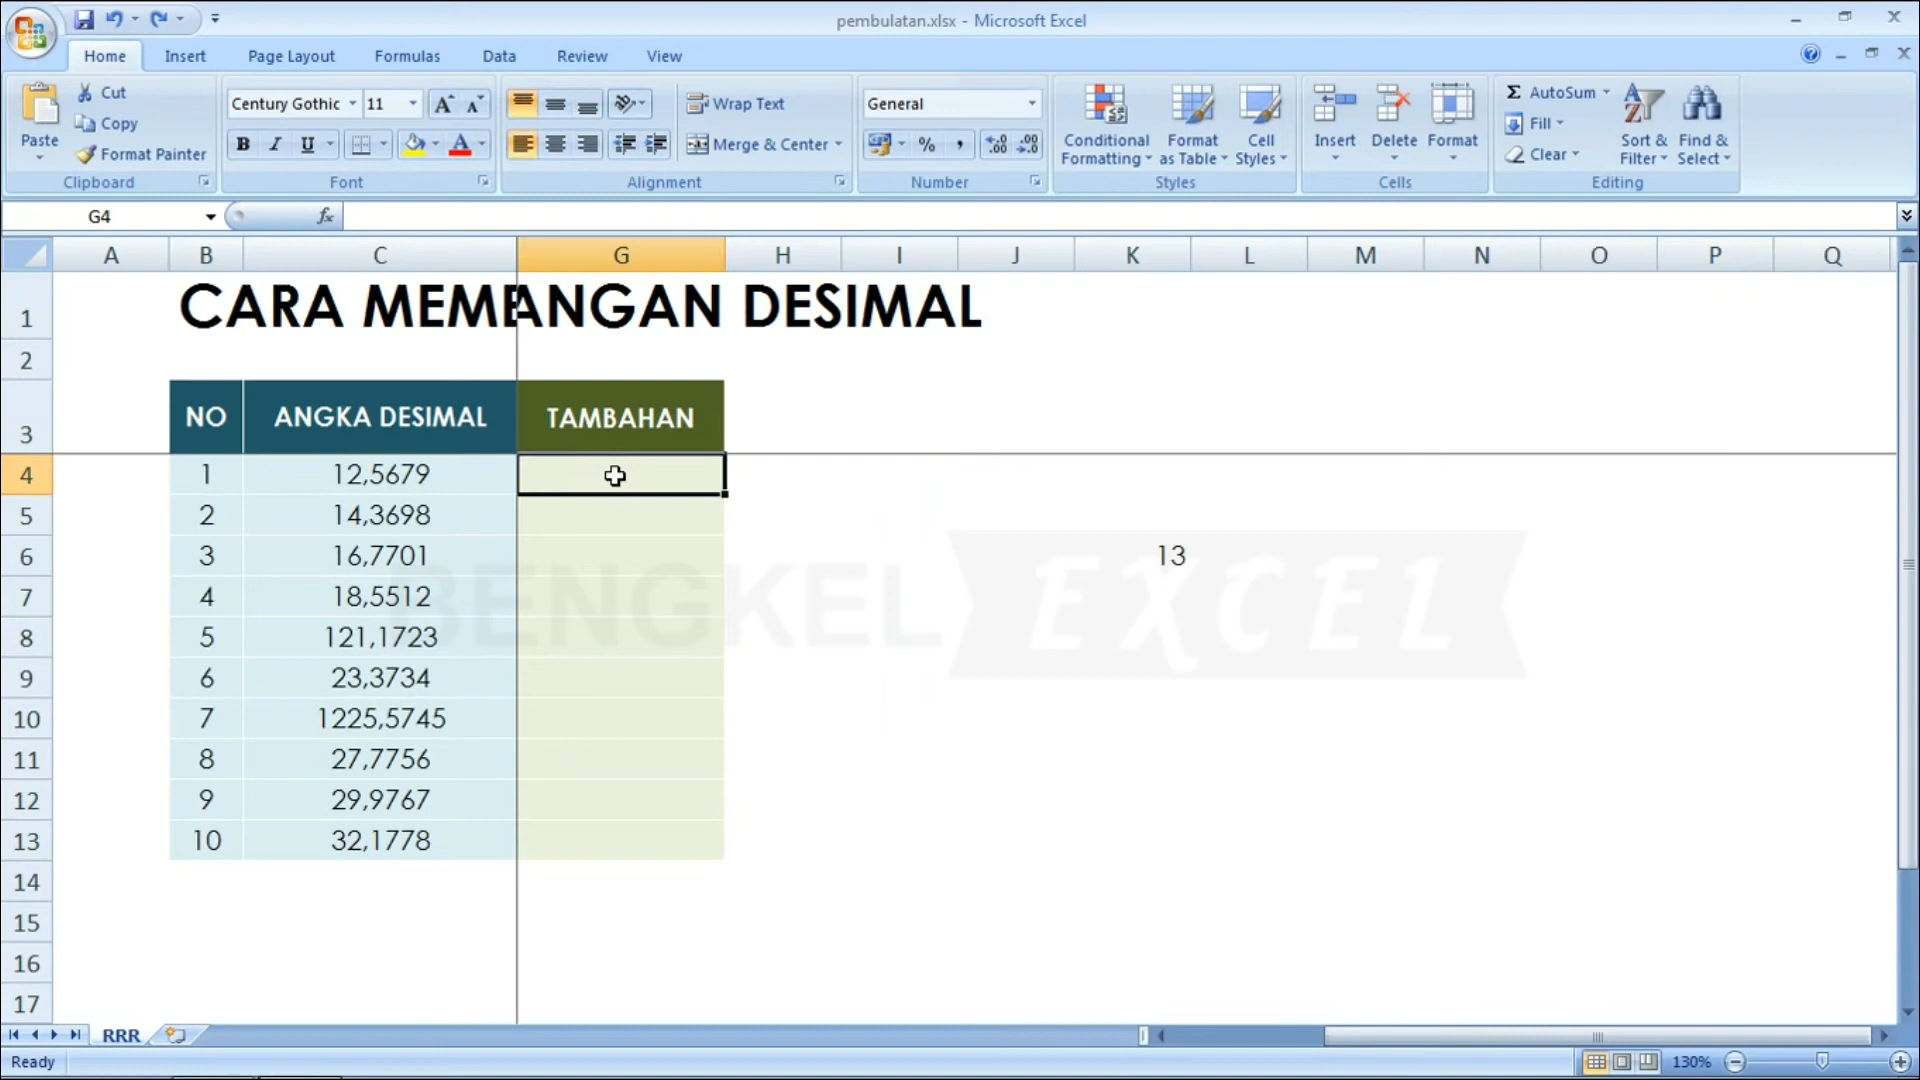 pembulatan.xlsx - Microsoft Excel
Home Insert Page Layout Formulas Data Review View
Paste
Cut
Copy
Format Painter
Clipboard
Century Gothic 11
B I U
Font
Wrap Text
Merge & Center
Alignment
General
% ,
Number
Conditional Formatting
Format as Table
Cell Styles
Styles
Insert Delete Format
Cells
Σ AutoSum
Fill
Clear
Sort & Filter
Find & Select
Editing
G4 fx
A B C G H I J K L M N O P Q
1 CARA MEMBANGAN DESIMAL
2
3 NO ANGKA DESIMAL TAMBAHAN
4 1 12,5679
5 2 14,3698
6 3 16,7701 13
7 4 18,5512
8 5 121,1723
9 6 23,3734
10 7 1225,5745
11 8 27,7756
12 9 29,9767
13 10 32,1778
14
15
16
17
BENGKEL EXCEL
RRR
Ready 130%